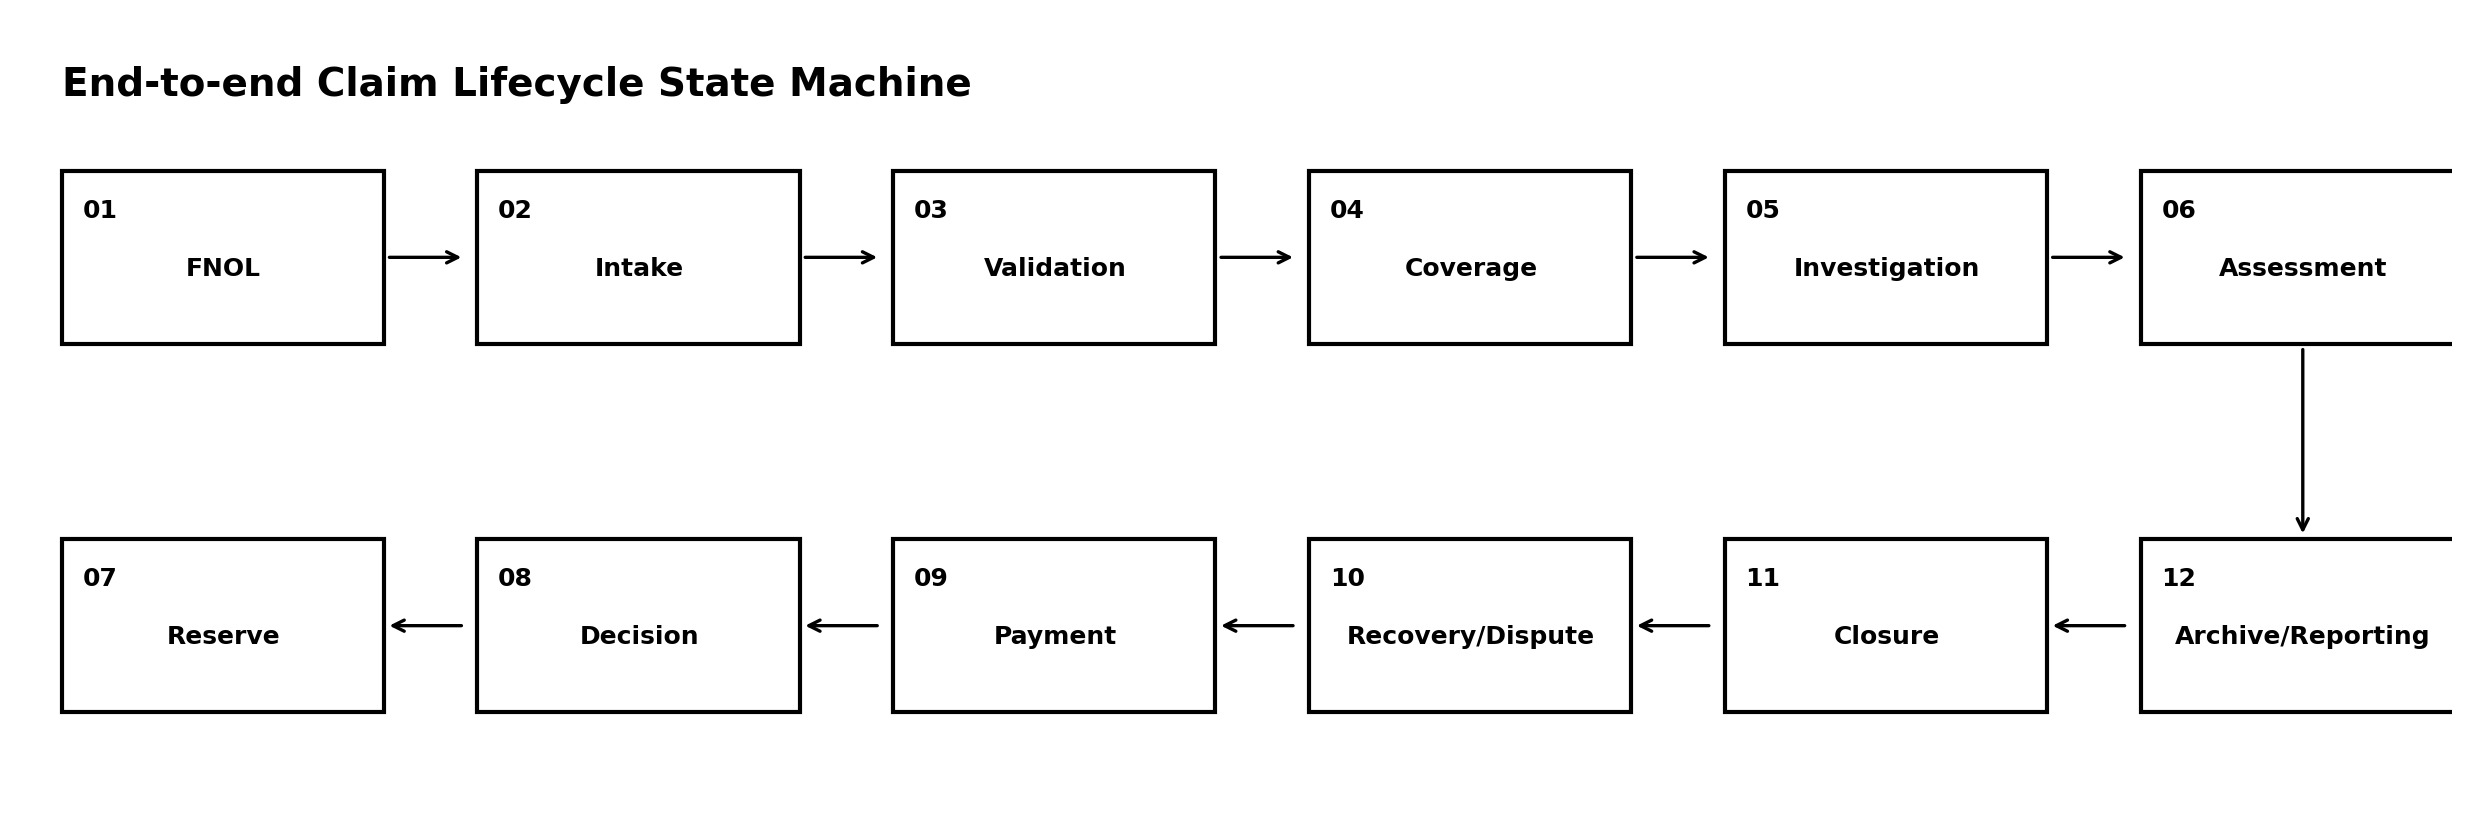 End-to-end Claim Lifecycle State Machine
01
FNOL
02
Intake
03
Validation
04
Coverage
05
Investigation
06
Assessment
07
Reserve
08
Decision
09
Payment
10
Recovery/Dispute
11
Closure
12
Archive/Reporting